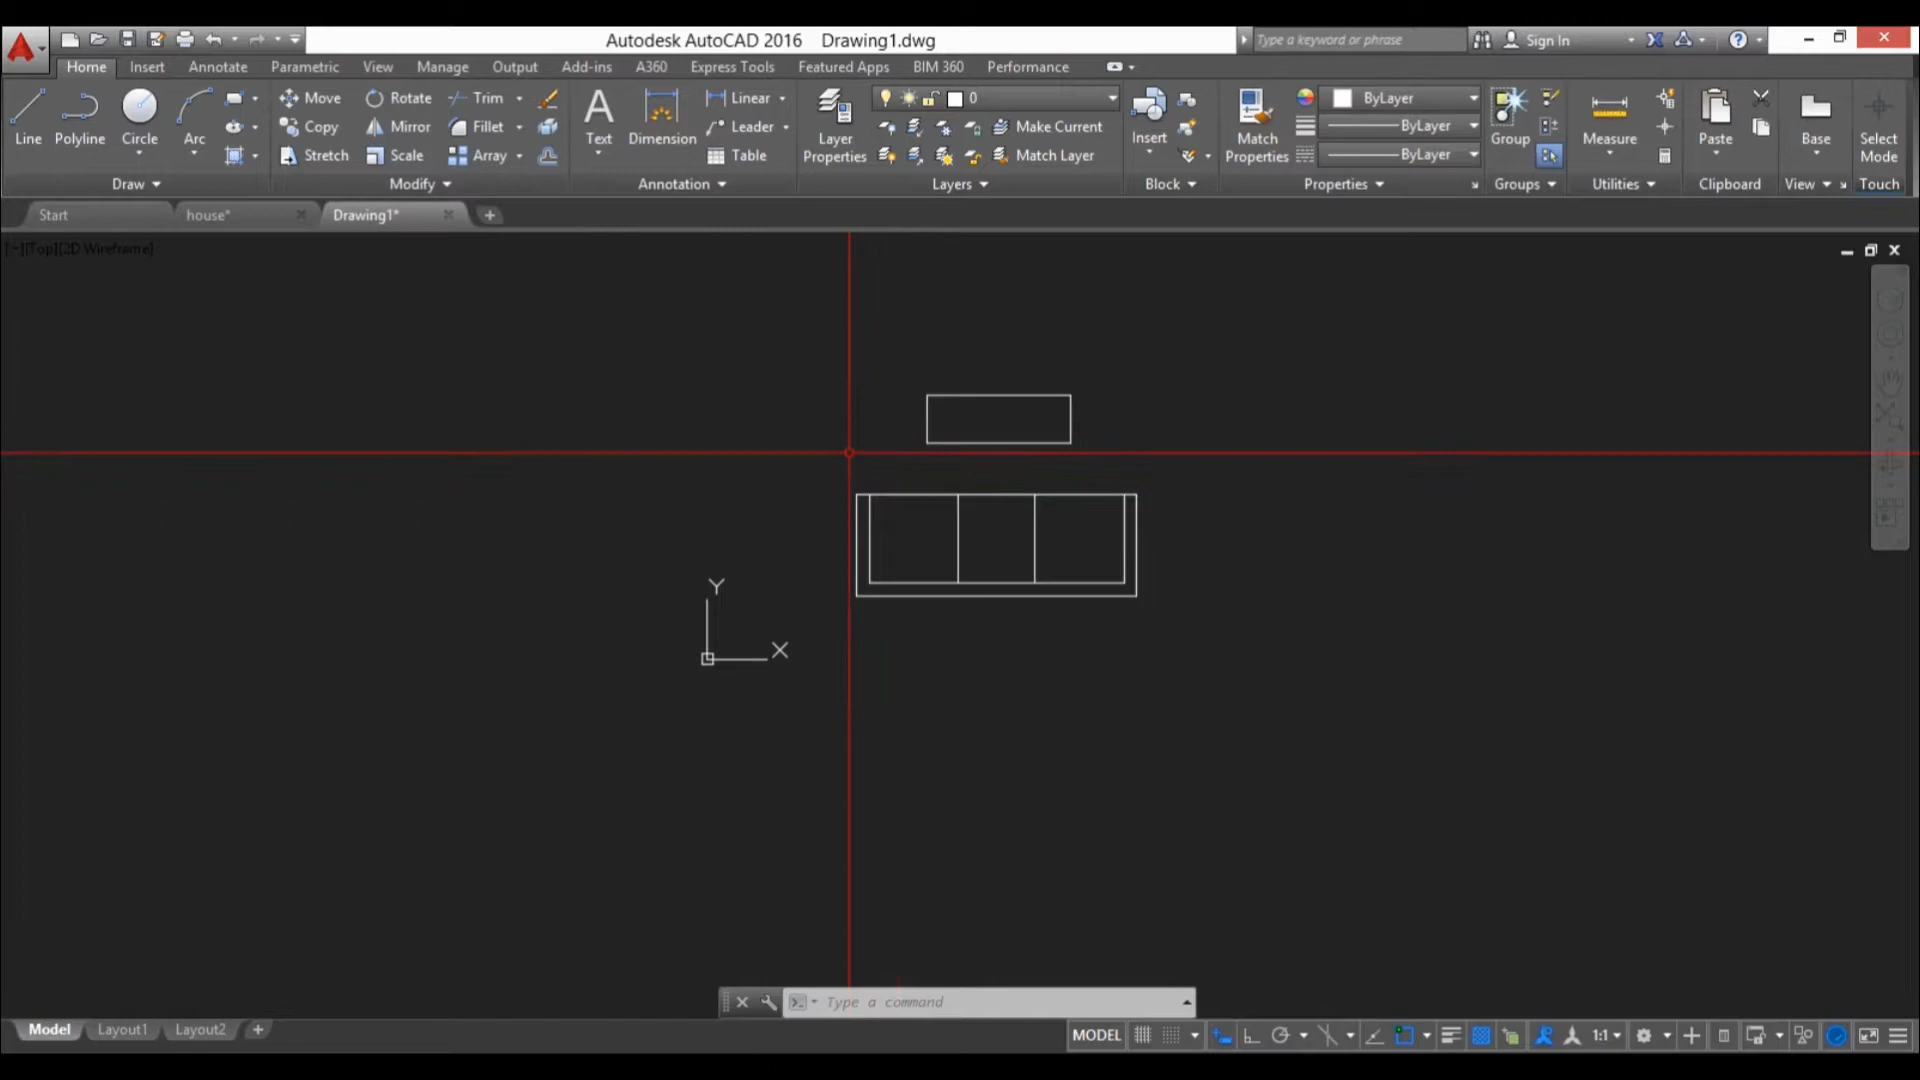 Autodesk AutoCAD 2016 Drawing1.dwg
Type a keyword or phrase
Sign In
Home Insert Annotate Parametric View Manage Output Add-ins A360 Express Tools Featured Apps BIM 360 Performance
Line Polyline Circle Arc
Move Rotate Trim
Copy Mirror Fillet
Stretch Scale Array
Text Dimension
Linear
Leader
Table
Layer Properties
0
Make Current
Match Layer
Insert
Match Properties
ByLayer
ByLayer
ByLayer
Group
Measure
Paste
Base
Select Mode
Draw Modify Annotation Layers Block Properties Groups Utilities Clipboard View Touch
Start house* Drawing1*
[−][Top][2D Wireframe]
Y
X
Type a command
Model Layout1 Layout2
MODEL 1:1